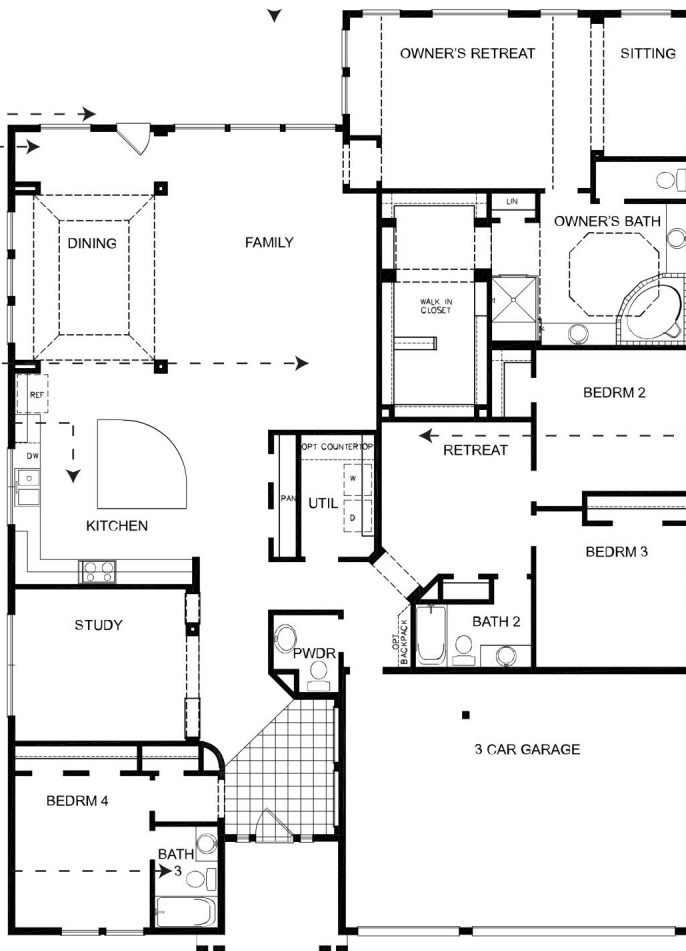 OWNER'S RETREAT
SITTING
LIN
OWNER'S BATH
DINING
FAMILY
WALK IN
CLOSET
REF
BEDRM 2
DW
OPT COUNTERTOP
RETREAT
W
PAN
UTIL
D
KITCHEN
BEDRM 3
STUDY
OPT
BACKPACK
BATH 2
PWDR
3 CAR GARAGE
BEDRM 4
BATH
3